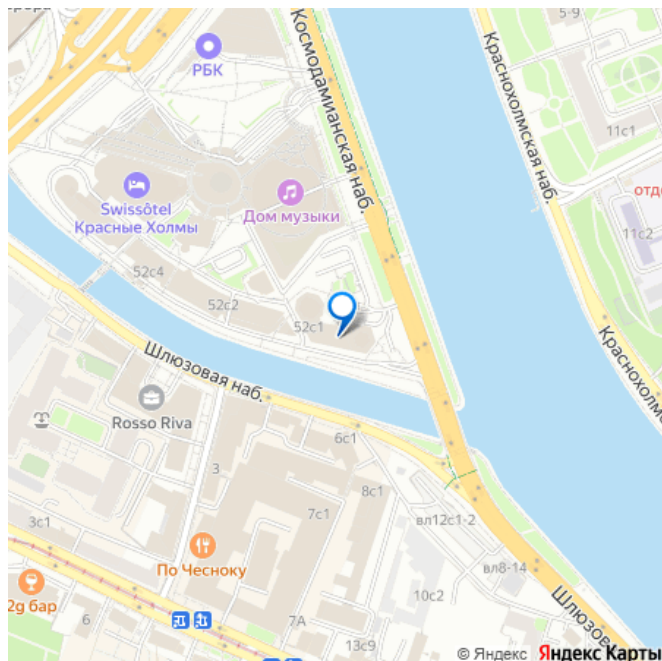 5-9
РБК
Космодамианская наб.
Краснохолмская наб.
11с1
Swissôtel
Красные Холмы
Дом музыки
отде
11с2
52с4
52с2
52с1
Краснохолмс
Шлюзовая наб.
Rosso Riva
6с1
3
8с1
7с1
вл12с1-2
3с1
По Чесноку
вл8-14
2g бар
10с2
Шлюзов
6
7А
13с9
© Яндекс Яндекс Карты